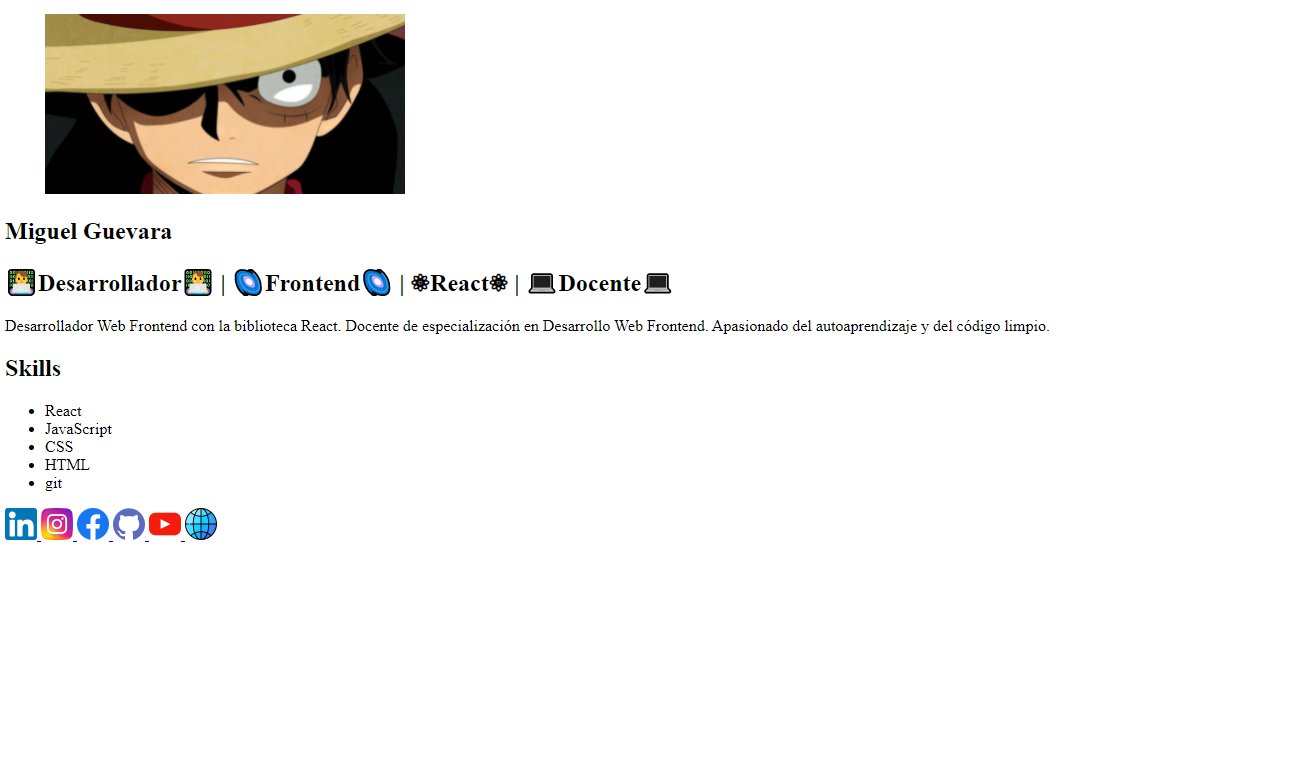 Miguel Guevara
👨‍💻Desarrollador👨‍💻 | 🌌Frontend🌌 | ⚛React⚛ | 💻Docente💻
Desarrollador Web Frontend con la biblioteca React. Docente de especialización en Desarrollo Web Frontend. Apasionado del autoaprendizaje y del código limpio.
Skills
• React
• JavaScript
• CSS
• HTML
• git